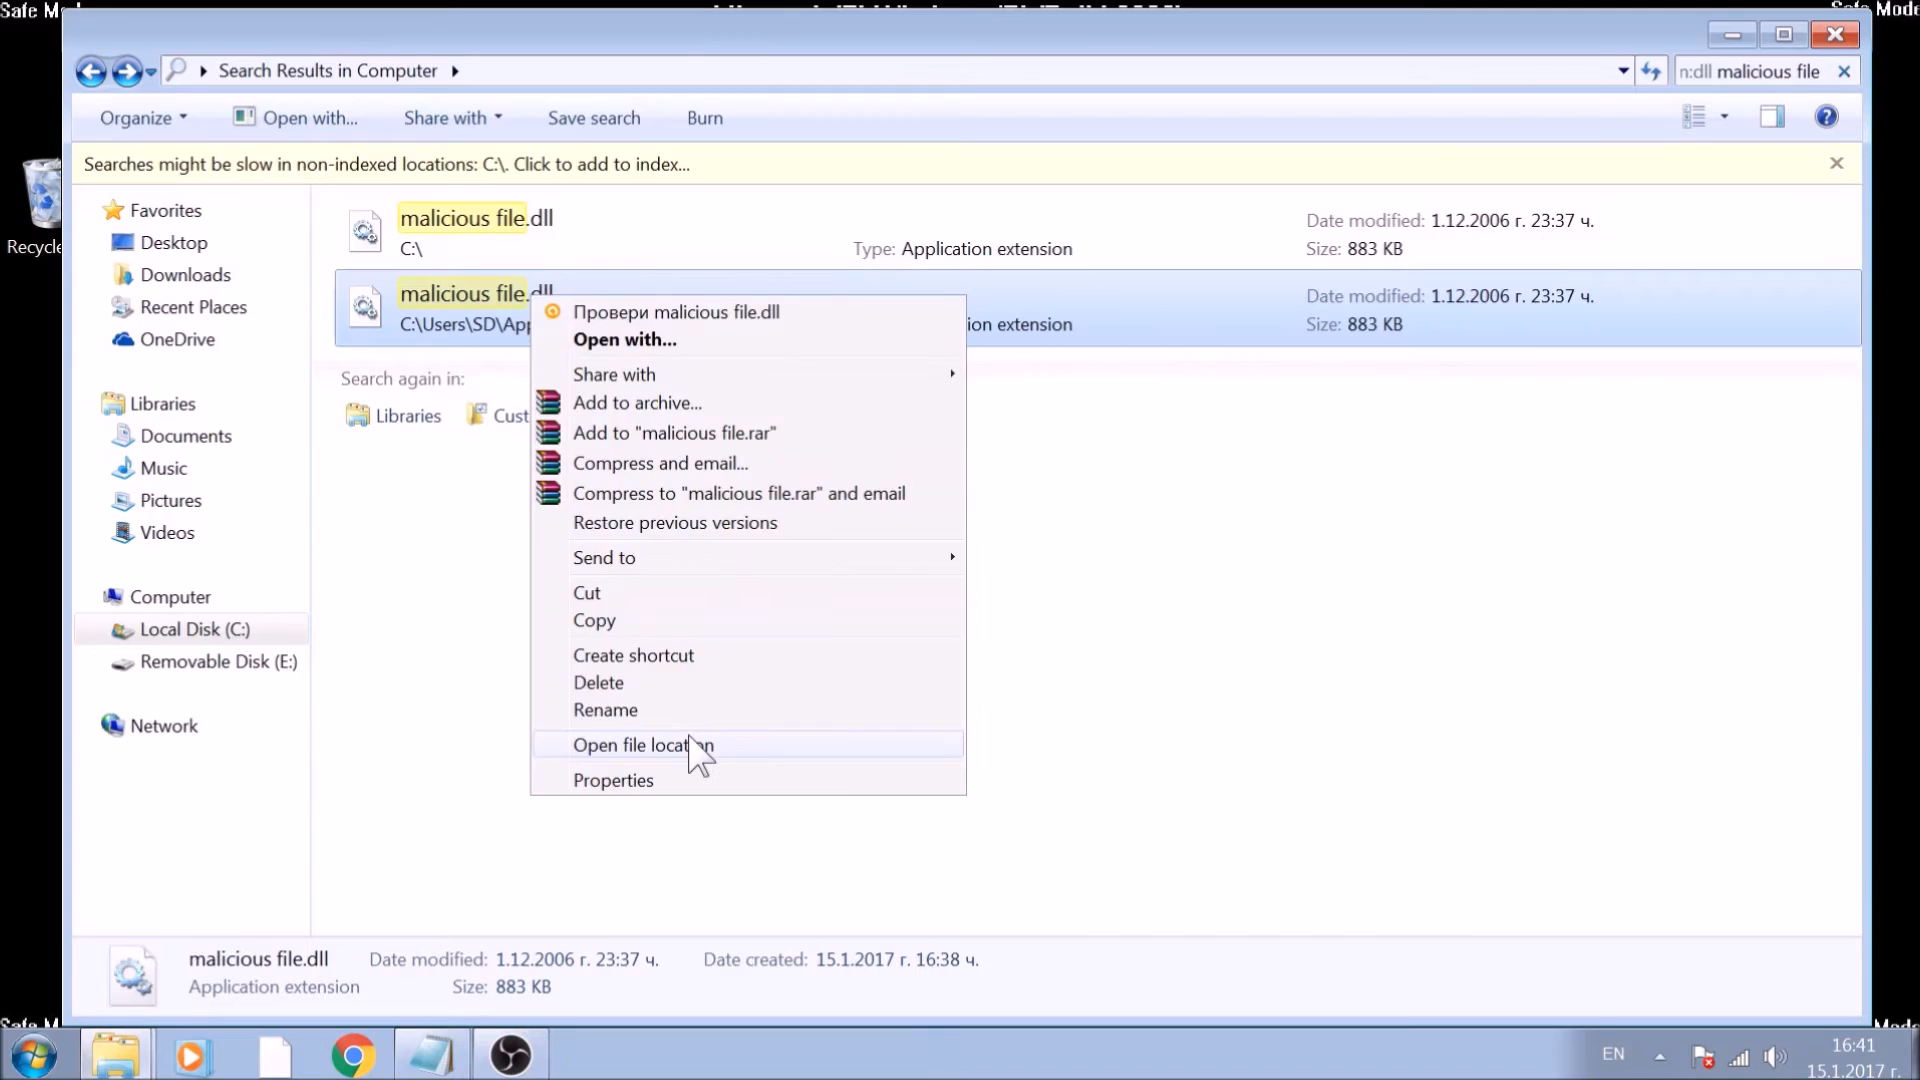 Safe Mode
Search Results in Computer
n:dll malicious file
Organize
Open with...
Share with
Save search
Burn
Searches might be slow in non-indexed locations: C:\. Click to add to index...
Favorites
Desktop
Downloads
Recent Places
OneDrive
Libraries
Documents
Music
Pictures
Videos
Computer
Local Disk (C:)
Removable Disk (E:)
Network
malicious file.dll
C:\
Type: Application extension
Date modified: 1.12.2006 г. 23:37 ч.
Size: 883 KB
malicious file.dll
C:\Users\SD\App
ion extension
Date modified: 1.12.2006 г. 23:37 ч.
Size: 883 KB
Search again in:
Libraries
Cust
Провери malicious file.dll
Open with...
Share with
Add to archive...
Add to "malicious file.rar"
Compress and email...
Compress to "malicious file.rar" and email
Restore previous versions
Send to
Cut
Copy
Create shortcut
Delete
Rename
Open file location
Properties
malicious file.dll
Date modified: 1.12.2006 г. 23:37 ч.
Date created: 15.1.2017 г. 16:38 ч.
Application extension
Size: 883 KB
Recycle
Safe M
Mode
EN
16:41
15.1.2017 г.